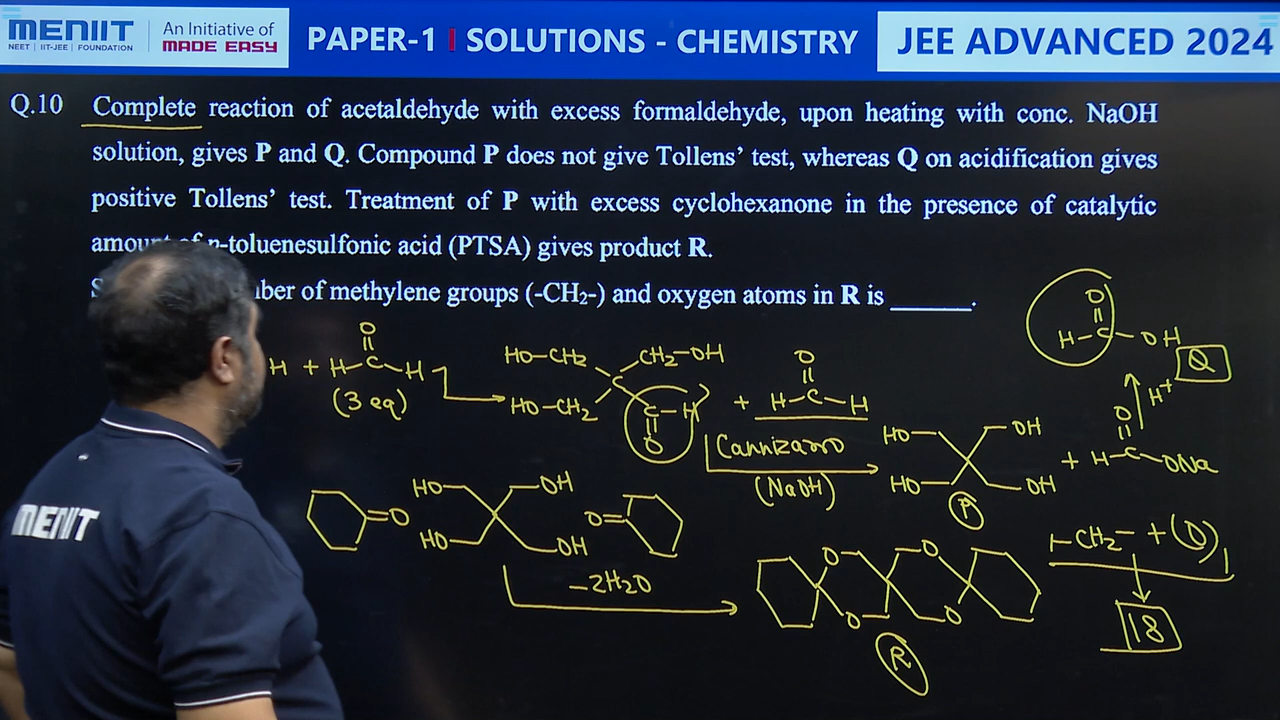 MENIIT
NEET | IIT-JEE | FOUNDATION
An Initiative of
MADE EASY
PAPER-1 | SOLUTIONS - CHEMISTRY
JEE ADVANCED 2024
Q.10 Complete reaction of acetaldehyde with excess formaldehyde, upon heating with conc. NaOH
solution, gives P and Q. Compound P does not give Tollens' test, whereas Q on acidification gives
positive Tollens' test. Treatment of P with excess cyclohexanone in the presence of catalytic
amount of p-toluenesulfonic acid (PTSA) gives product R.
ber of methylene groups (-CH2-) and oxygen atoms in R is ______.
O
H-C-OH
Q
H+
O
H-C-ONa
H + H-C-H
O
(3 eq)
HO-CH2
CH2-OH
HO-CH2
C-H
O
+ H-C-H
O
Cannizarro
(NaOH)
HO
OH
HO
OH
P
+
=O
HO
OH
HO
OH
O=
-2H2O
O
O
O
O
R
-CH2- + (O)
18
MENIIT